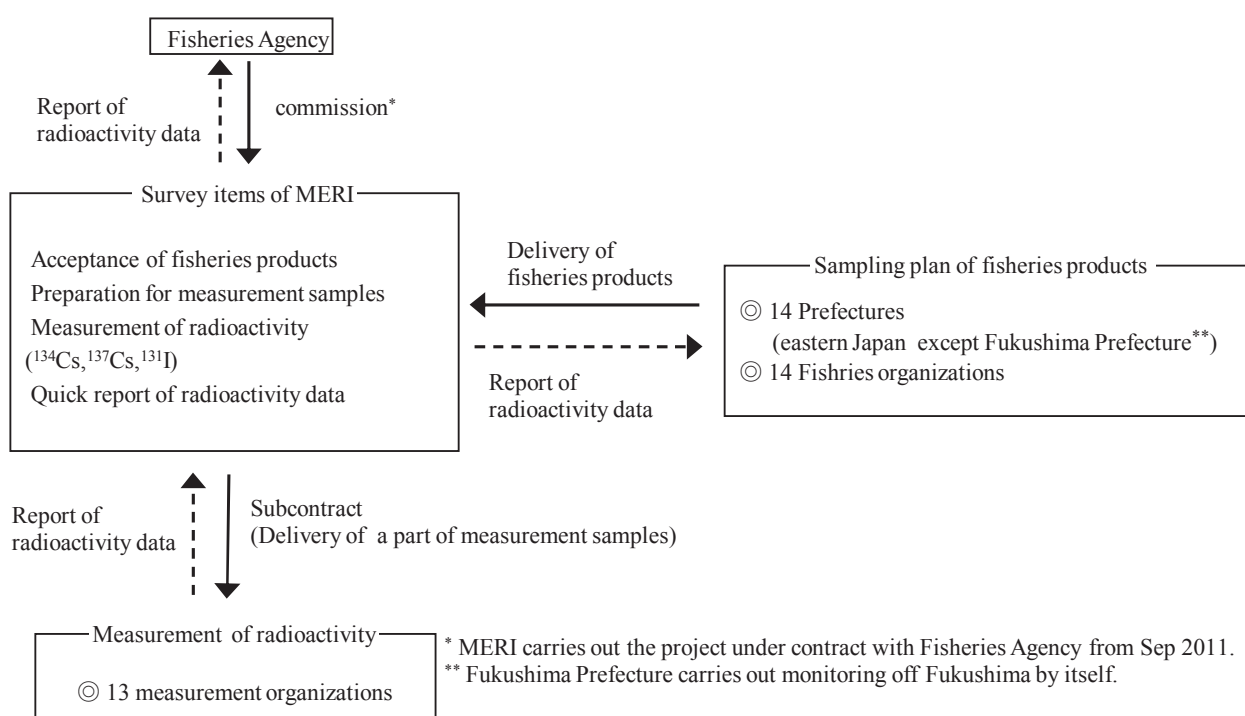 Fisheries Agency
Report of
radioactivity data
commission*
Survey items of MERI
Acceptance of fisheries products
Preparation for measurement samples
Measurement of radioactivity
(¹³⁴Cs,¹³⁷Cs,¹³¹I)
Quick report of radioactivity data
Delivery of
fisheries products
Report of
radioactivity data
Sampling plan of fisheries products
◎ 14 Prefectures
(eastern Japan except Fukushima Prefecture**)
◎ 14 Fishries organizations
Report of
radioactivity data
Subcontract
(Delivery of a part of measurement samples)
Measurement of radioactivity
◎ 13 measurement organizations
* MERI carries out the project under contract with Fisheries Agency from Sep 2011.
** Fukushima Prefecture carries out monitoring off Fukushima by itself.